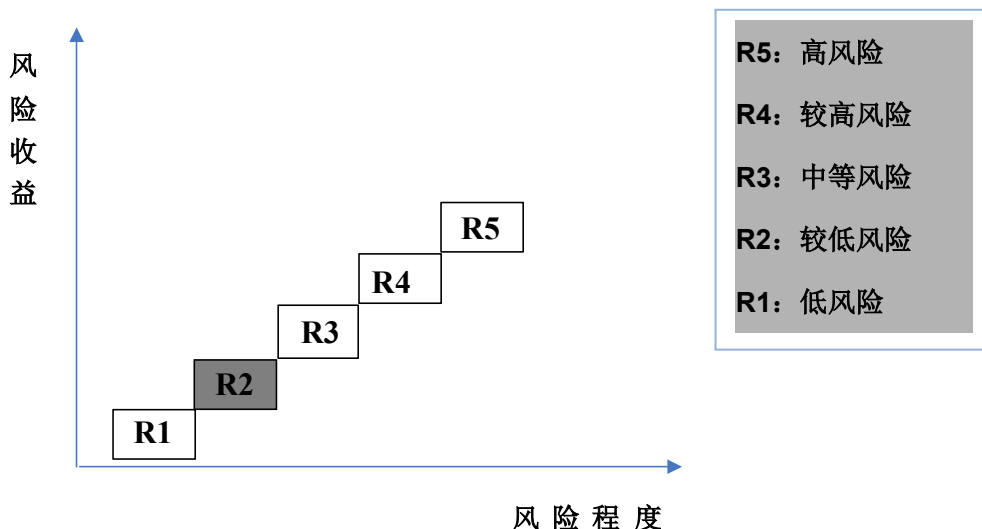 风
险
收
益
R5
R4
R3
R2
R1
风 险 程 度
R5：高风险
R4：较高风险
R3：中等风险
R2：较低风险
R1：低风险